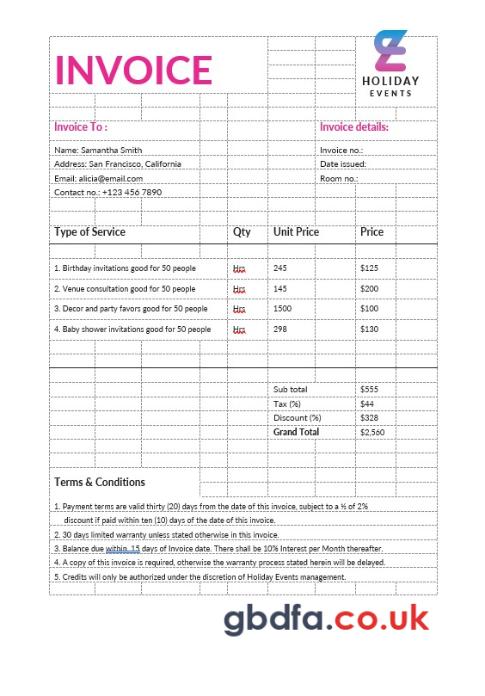 INVOICE
HOLIDAY
EVENTS
Invoice To :
Invoice details:
Name: Samantha Smith
Invoice no.:
Address: San Francisco, California
Date issued:
Email: alicia@email.com
Room no.:
Contact no.: +123 456 7890
Type of Service Qty Unit Price Price
1. Birthday invitations good for 50 people Hrs 245 $125
2. Venue consultation good for 50 people Hrs 145 $200
3. Decor and party favors good for 50 people Hrs 1500 $100
4. Baby shower invitations good for 50 people Hrs 298 $130
Sub total $555
Tax (%) $44
Discount (%) $328
Grand Total $2,560
Terms & Conditions
1. Payment terms are valid thirty (20) days from the date of this invoice, subject to a ½ of 2%
discount if paid within ten (10) days of the date of this invoice.
2. 30 days limited warranty unless stated otherwise in this invoice.
3. Balance due within 15 days of Invoice date. There shall be 10% Interest per Month thereafter.
4. A copy of this invoice is required, otherwise the warranty process stated herein will be delayed.
5. Credits will only be authorized under the discretion of Holiday Events management.
gbdfa.co.uk